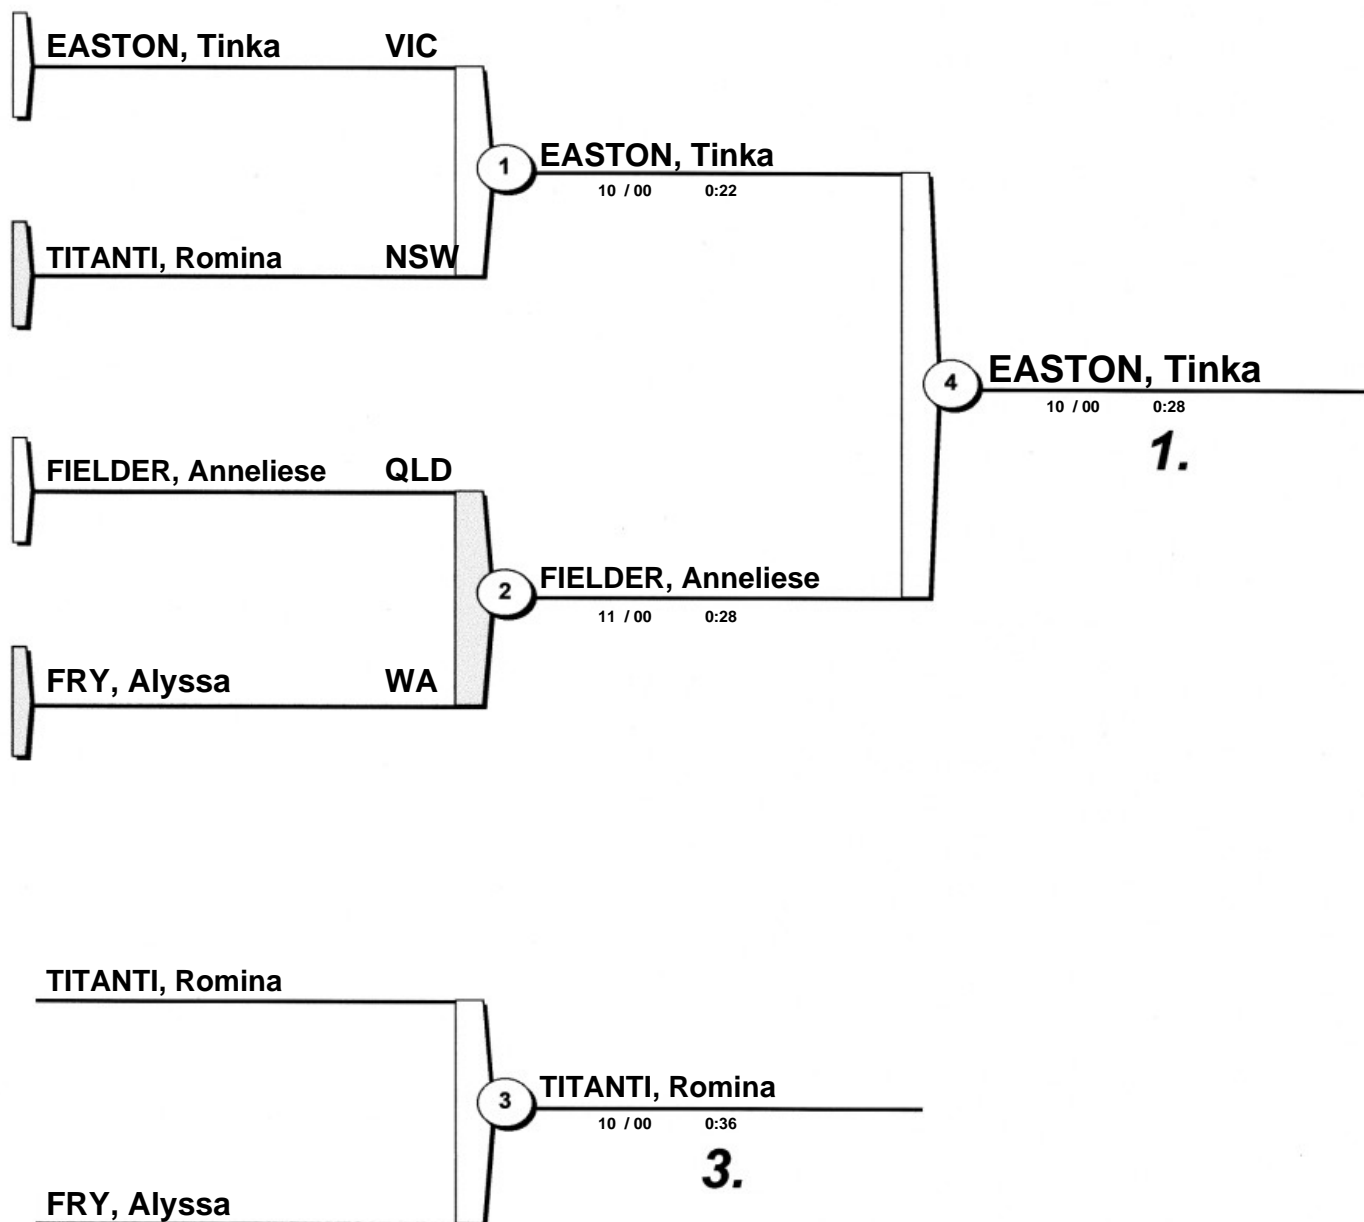 EASTON, Tinka VIC
1 EASTON, Tinka
10 / 00 0:22
TITANTI, Romina NSW
4 EASTON, Tinka
10 / 00 0:28
1.
FIELDER, Anneliese QLD
2 FIELDER, Anneliese
11 / 00 0:28
FRY, Alyssa WA
TITANTI, Romina
3 TITANTI, Romina
10 / 00 0:36
3.
FRY, Alyssa